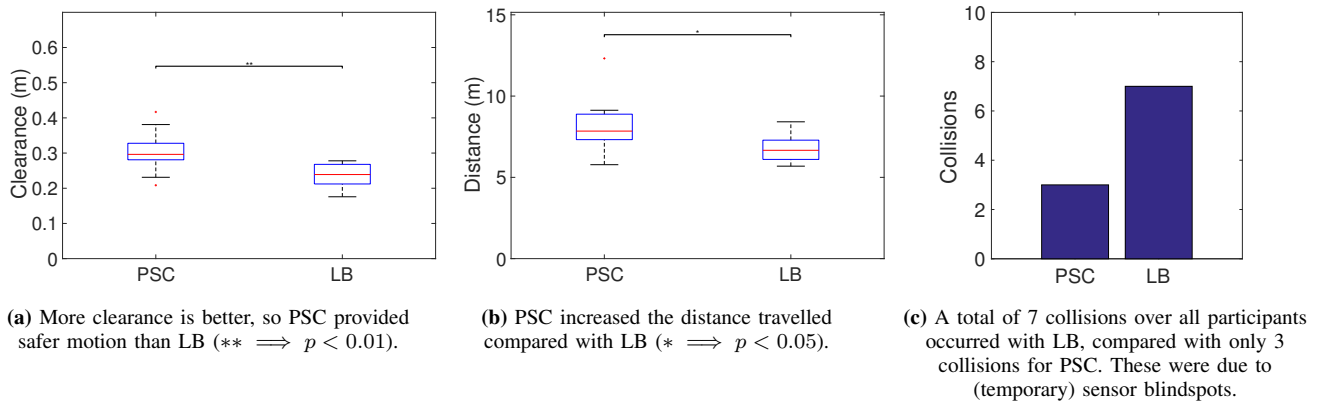 0.6
0.5
0.4
0.3
0.2
0.1
0
Clearance (m)
**
PSC LB
(a) More clearance is better, so PSC provided
safer motion than LB (** ⟹ p < 0.01).
15
10
5
0
Distance (m)
*
PSC LB
(b) PSC increased the distance travelled
compared with LB (* ⟹ p < 0.05).
10
8
6
4
2
0
Collisions
PSC LB
(c) A total of 7 collisions over all participants
occurred with LB, compared with only 3
collisions for PSC. These were due to
(temporary) sensor blindspots.